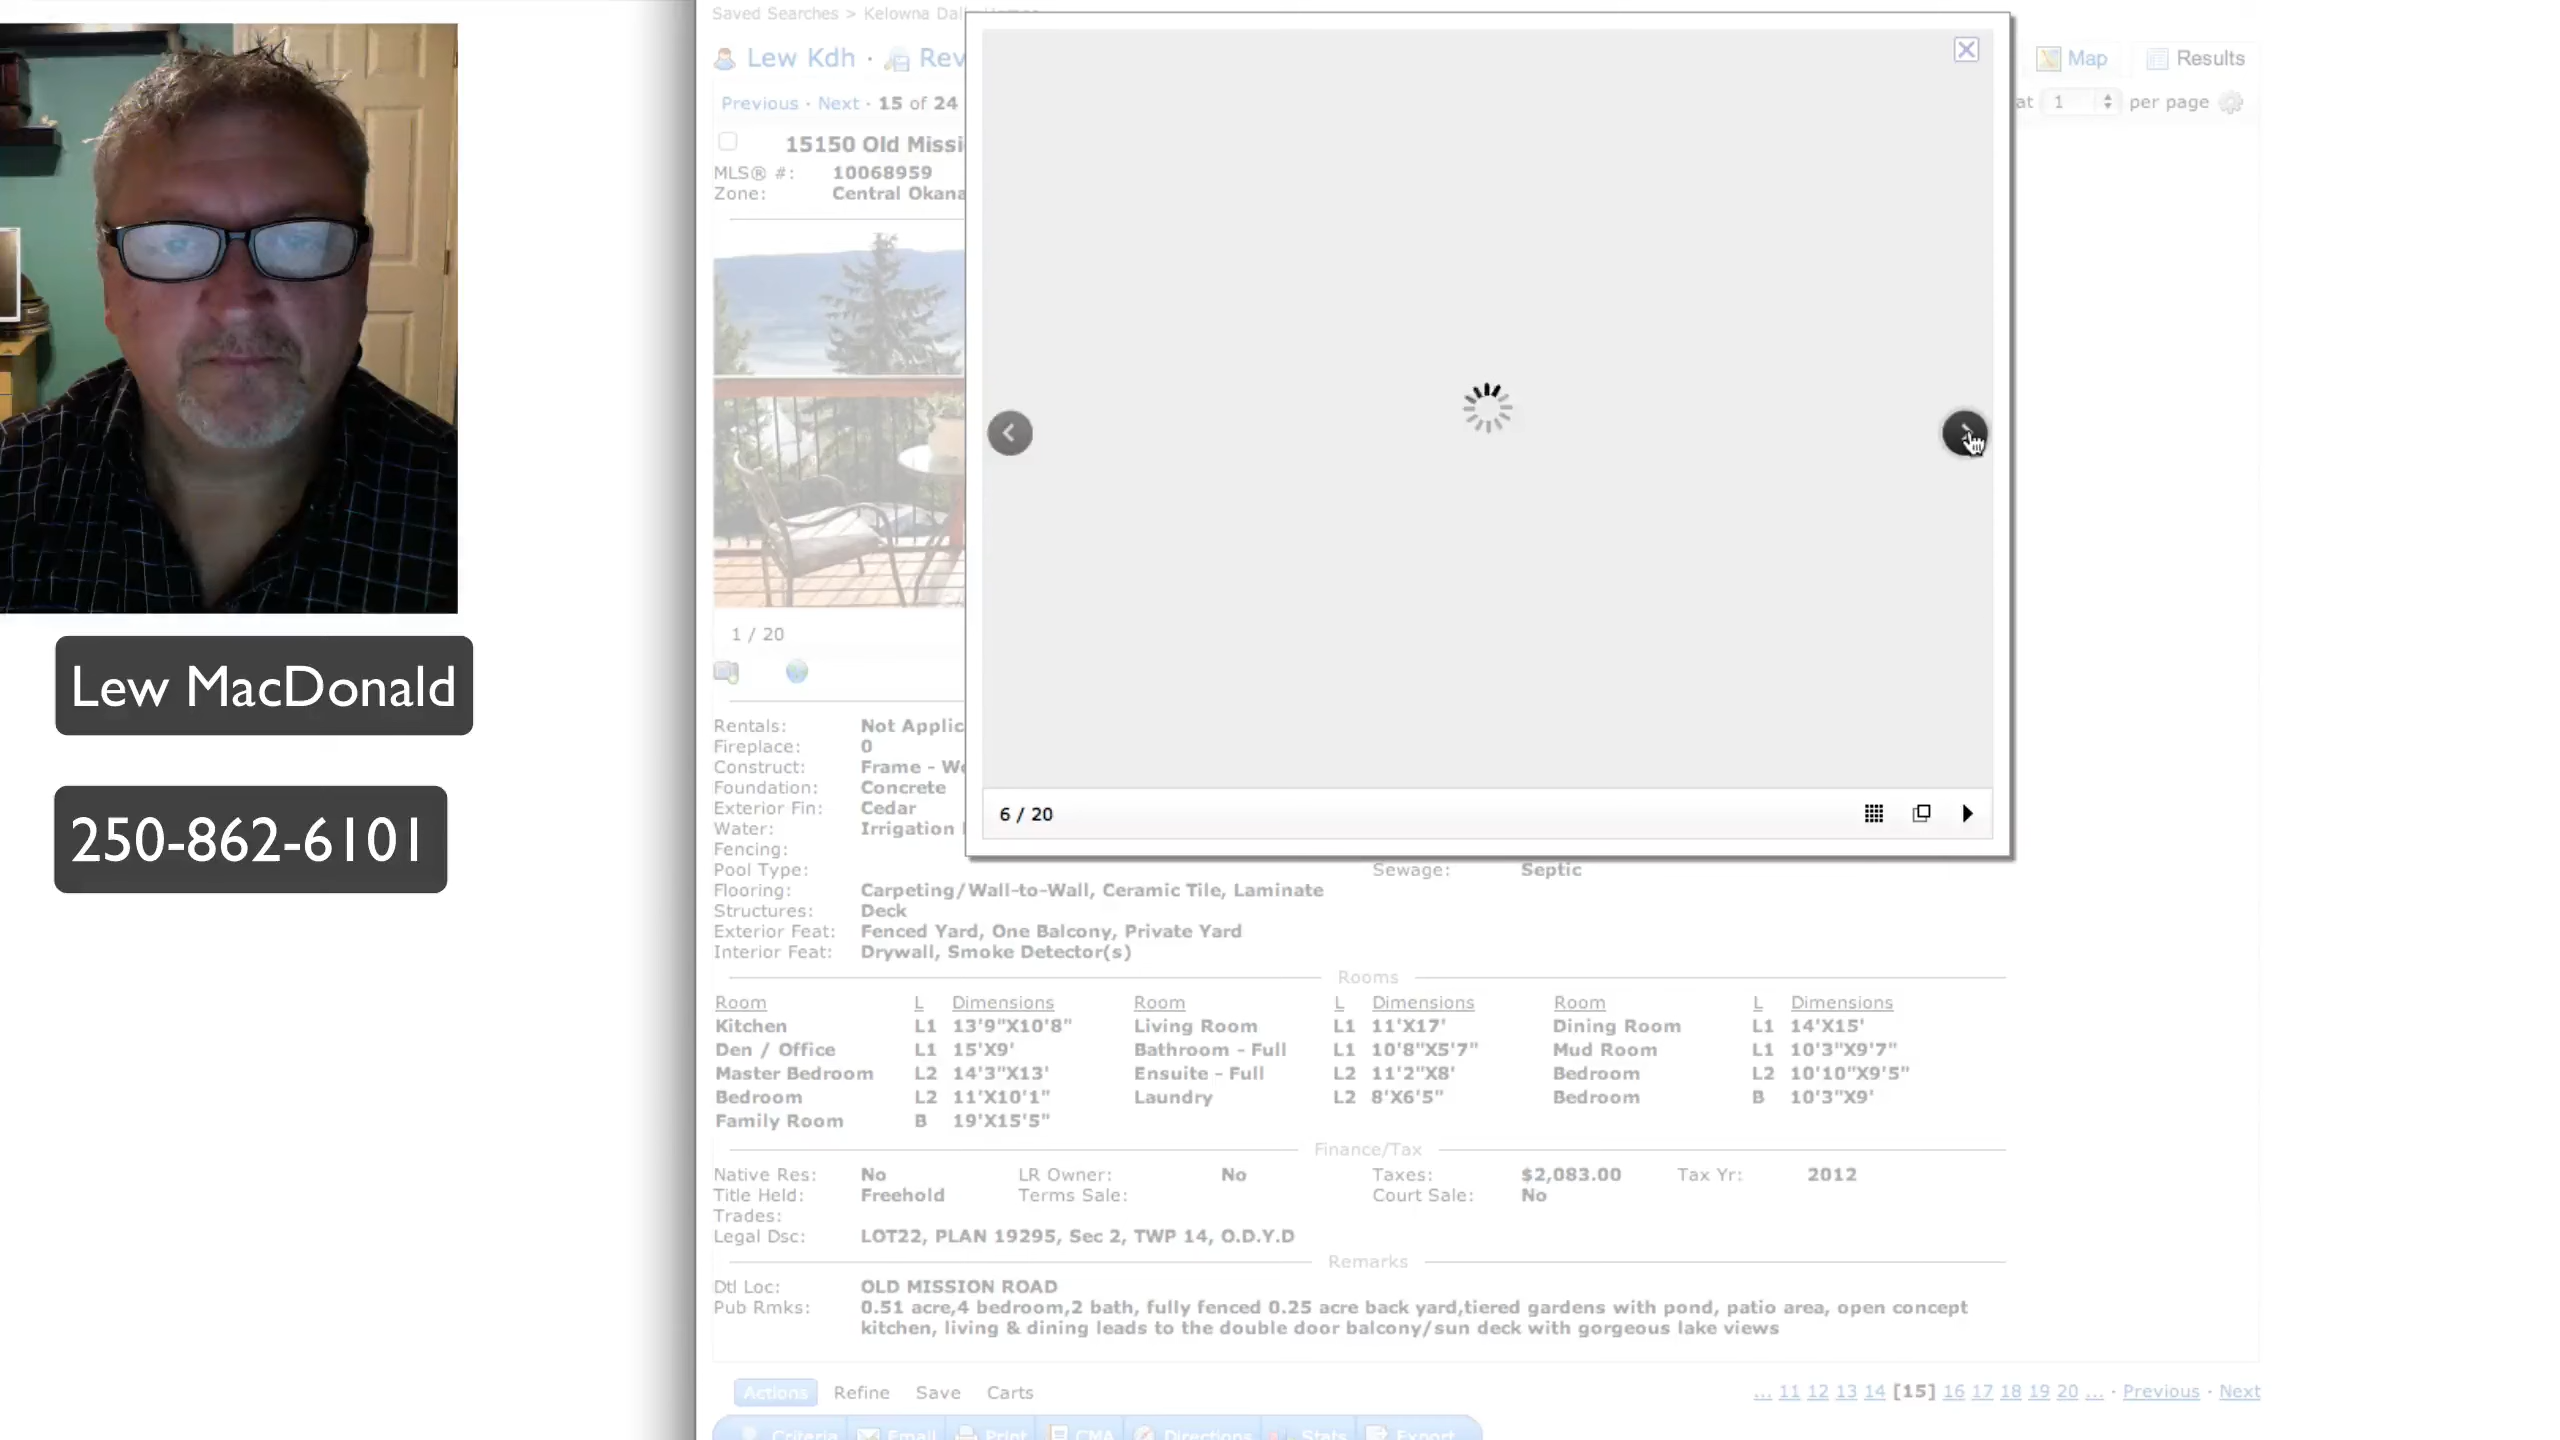 Saved Searches > Kelowna
Lew Kdh · Rev
Map
Results
Previous · Next · 15 of 24
at 1 per page
15150 Old Missi
MLS® #: 10068959
Zone: Central Okana
1 / 20
6 / 20
Lew MacDonald
250-862-6101
Rentals: Not Applic
Fireplace: 0
Construct: Frame - W
Foundation: Concrete
Exterior Fin: Cedar
Water: Irrigation
Fencing:
Pool Type: Sewage: Septic
Flooring: Carpeting/Wall-to-Wall, Ceramic Tile, Laminate
Structures: Deck
Exterior Feat: Fenced Yard, One Balcony, Private Yard
Interior Feat: Drywall, Smoke Detector(s)
Rooms
Room L Dimensions Room L Dimensions Room L Dimensions
Kitchen L1 13'9"X10'8" Living Room L1 11'X17' Dining Room L1 14'X15'
Den / Office L1 15'X9' Bathroom - Full L1 10'8"X5'7" Mud Room L1 10'3"X9'7"
Master Bedroom L2 14'3"X13' Ensuite - Full L2 11'2"X8' Bedroom L2 10'10"X9'5"
Bedroom L2 11'X10'1" Laundry L2 8'X6'5" Bedroom B 10'3"X9'
Family Room B 19'X15'5"
Finance/Tax
Native Res: No LR Owner: No Taxes: $2,083.00 Tax Yr: 2012
Title Held: Freehold Terms Sale: Court Sale: No
Trades:
Legal Dsc: LOT22, PLAN 19295, Sec 2, TWP 14, O.D.Y.D
Remarks
Dtl Loc: OLD MISSION ROAD
Pub Rmks: 0.51 acre,4 bedroom,2 bath, fully fenced 0.25 acre back yard,tiered gardens with pond, patio area, open concept
kitchen, living & dining leads to the double door balcony/sun deck with gorgeous lake views
Actions Refine Save Carts
... 11 12 13 14 [15] 16 17 18 19 20 ... · Previous · Next
Criteria Email Print CMA Directions Stats Export